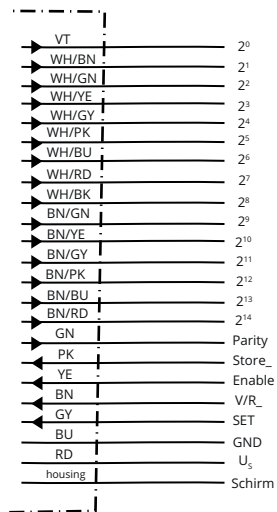 VT 2⁰
WH/BN 2¹
WH/GN 2²
WH/YE 2³
WH/GY 2⁴
WH/PK 2⁵
WH/BU 2⁶
WH/RD 2⁷
WH/BK 2⁸
BN/GN 2⁹
BN/YE 2¹⁰
BN/GY 2¹¹
BN/PK 2¹²
BN/BU 2¹³
BN/RD 2¹⁴
GN Parity
PK Store_
YE Enable
BN V/R_
GY SET
BU GND
RD Uₛ
housing Schirm